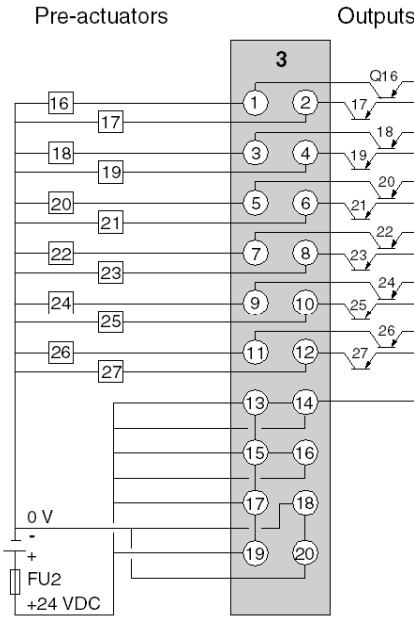 Pre-actuators Outputs
3
Q16
16 1 2 17
17
18
18 3 4 19
19
20
20 5 6 21
21
22
22 7 8 23
23
24
24 9 10 25
25
26
26 11 12 27
27
13 14
15 16
17 18
0 V
-
19 20
+
FU2
+24 VDC